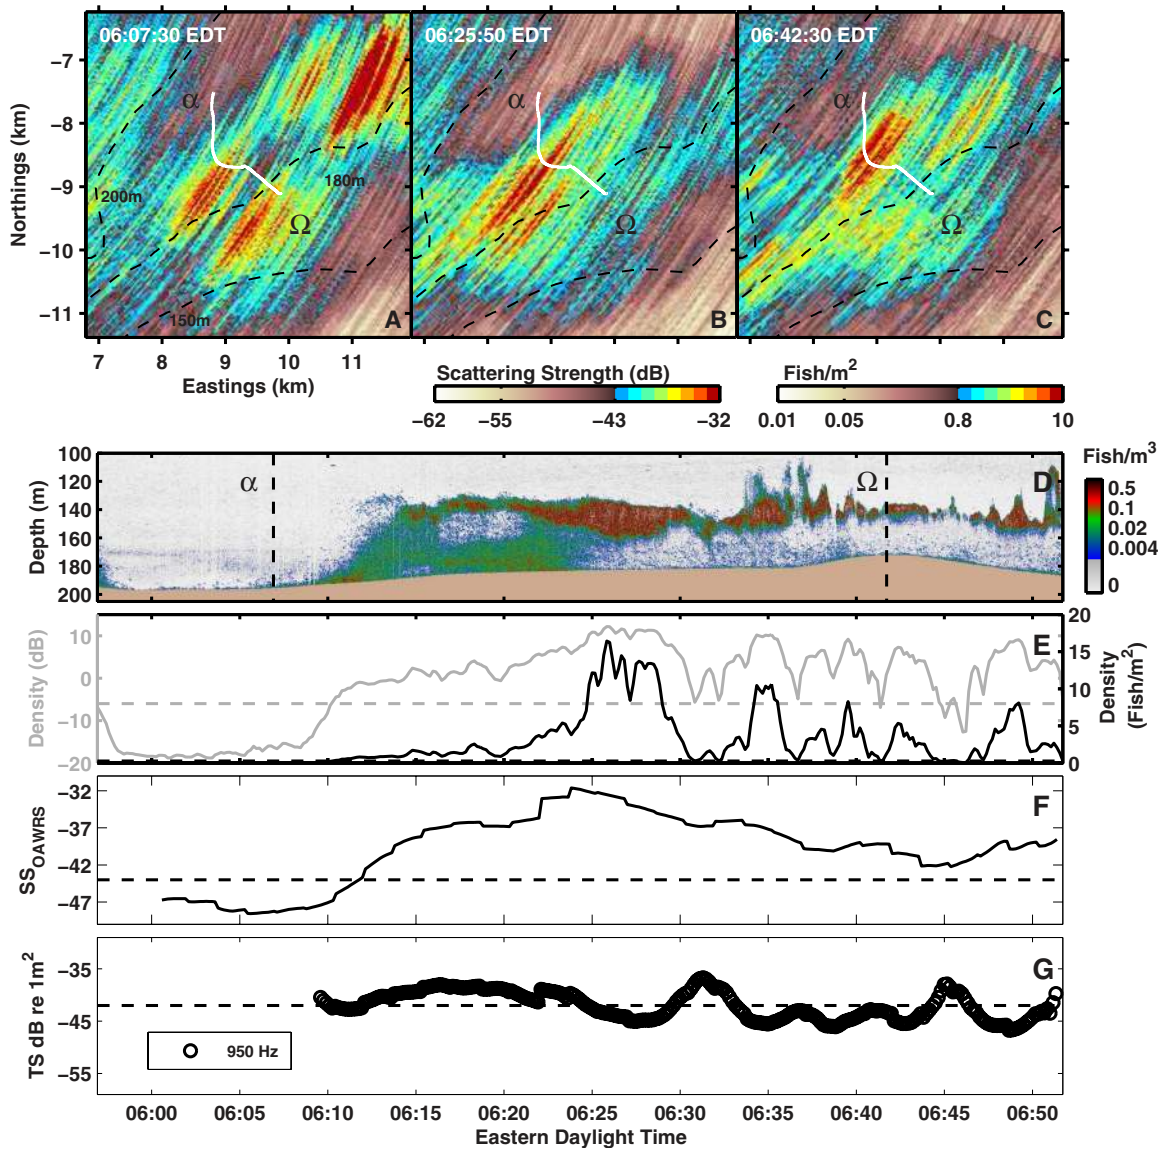 06:07:30 EDT
06:25:50 EDT
06:42:30 EDT
−7
−8
−9
−10
−11
Northings (km)
α
α
α
200m
180m
150m
Ω
Ω
Ω
A
B
C
7 8 9 10 11
Eastings (km)
Scattering Strength (dB)
−62 −55 −43 −32
Fish/m²
0.01 0.05 0.8 10
100
120
140
160
180
200
Depth (m)
α
Ω
D
Fish/m³
0.5
0.1
0.02
0.004
0
10
0
−10
−20
Density (dB)
E
20
15
10
5
0
Density
(Fish/m²)
−32
−37
−42
−47
SS_OAWRS
F
−35
−45
−55
TS dB re 1m²
G
950 Hz
06:00 06:05 06:10 06:15 06:20 06:25 06:30 06:35 06:40 06:45 06:50
Eastern Daylight Time